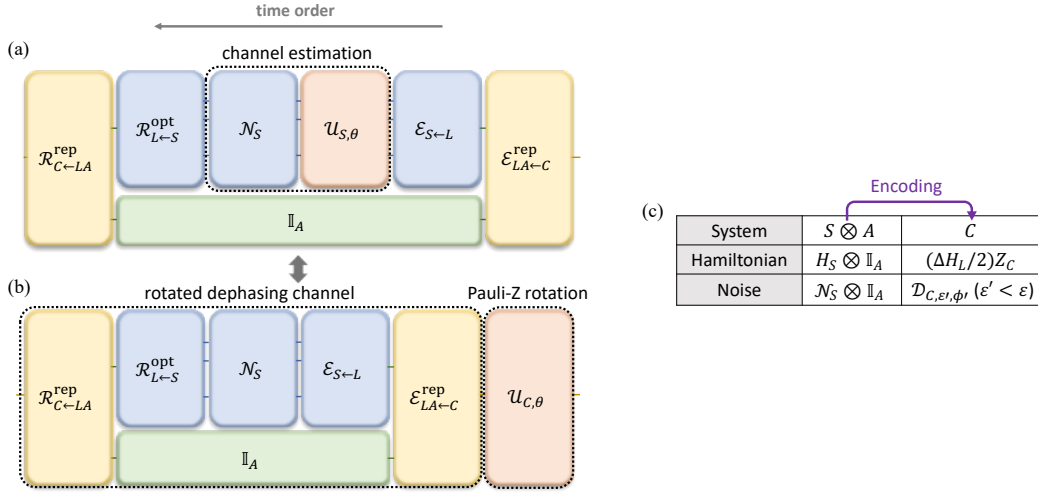 time order
(a)
channel estimation
ℛ^rep_{C←LA}
ℛ^opt_{L←S}
𝒩_S
𝒰_{S,θ}
ℰ_{S←L}
ℰ^rep_{LA←C}
𝕀_A
(b)
rotated dephasing channel
Pauli-Z rotation
ℛ^rep_{C←LA}
ℛ^opt_{L←S}
𝒩_S
ℰ_{S←L}
ℰ^rep_{LA←C}
𝒰_{C,θ}
𝕀_A
(c)
Encoding
System S ⊗ A C
Hamiltonian H_S ⊗ 𝕀_A (ΔH_L/2)Z_C
Noise 𝒩_S ⊗ 𝕀_A 𝒟_{C,ε′,ϕ′} (ε′ < ε)